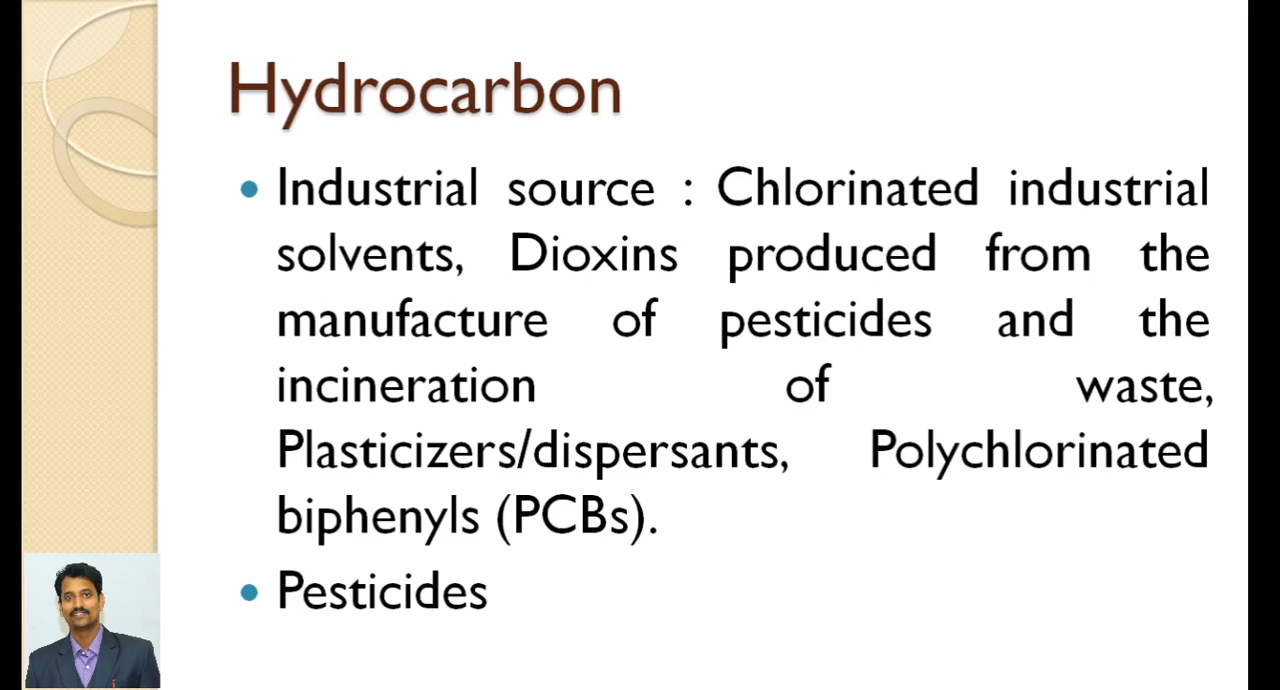 Hydrocarbon
• Industrial source : Chlorinated industrial
solvents, Dioxins produced from the
manufacture of pesticides and the
incineration of waste,
Plasticizers/dispersants, Polychlorinated
biphenyls (PCBs).
• Pesticides